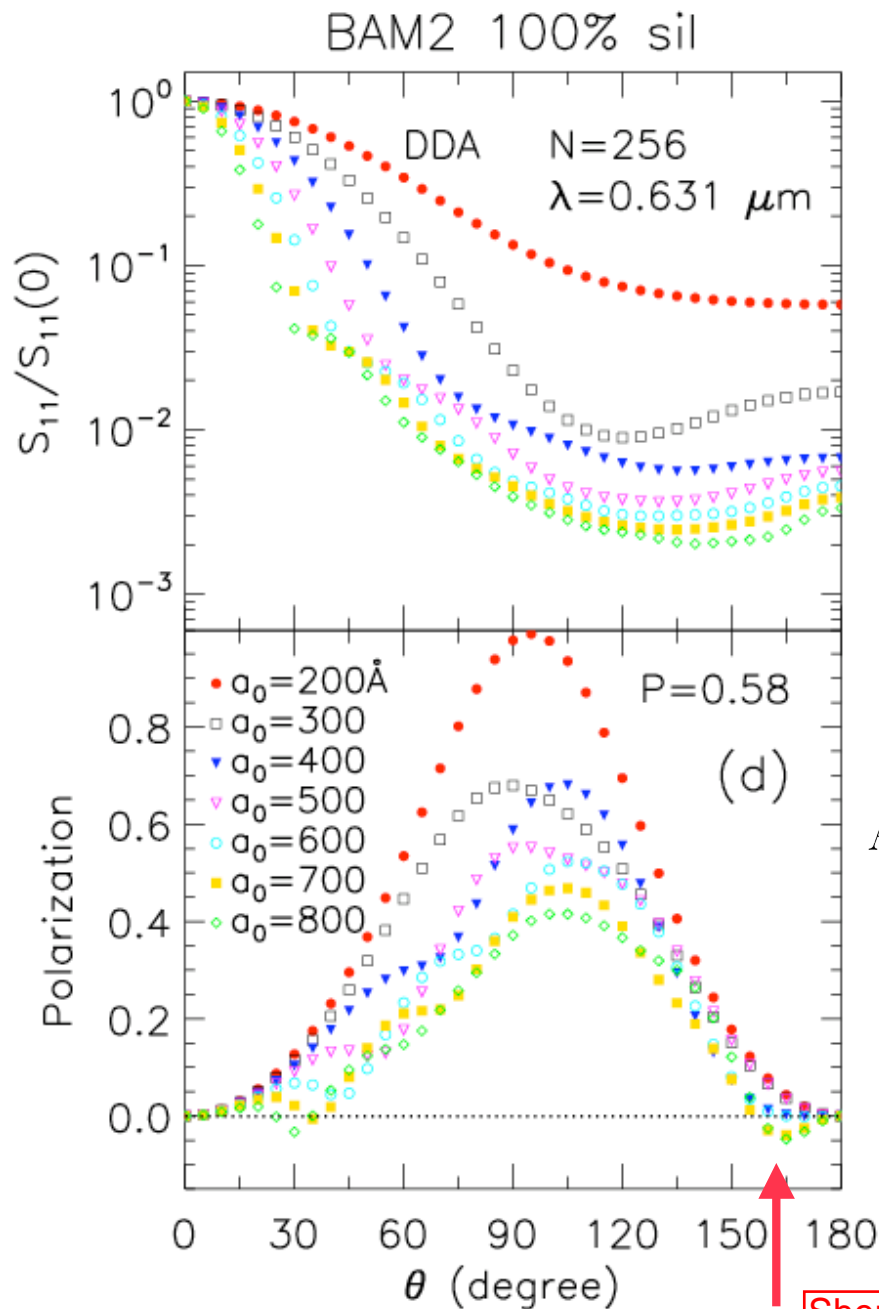 BAM2 100% sil
10⁰
10⁻¹
10⁻²
10⁻³
S₁₁/S₁₁(0)
DDA N=256
λ=0.631 μm
a₀=200Å
a₀=300
a₀=400
a₀=500
a₀=600
a₀=700
a₀=800
P=0.58
(d)
0.8
0.6
0.4
0.2
0.0
Polarization
0 30 60 90 120 150 180
θ (degree)